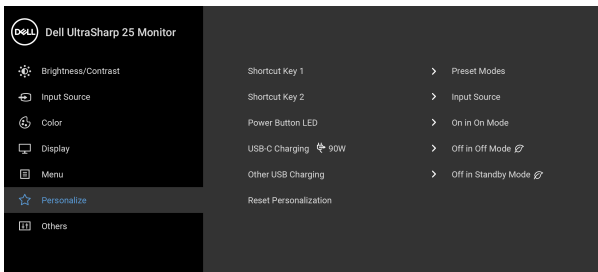 DELL Dell UltraSharp 25 Monitor
Brightness/Contrast Shortcut Key 1 Preset Modes
Input Source Shortcut Key 2 Input Source
Color Power Button LED On in On Mode
Display USB-C Charging 90W Off in Off Mode
Menu Other USB Charging Off in Standby Mode
Personalize Reset Personalization
Others